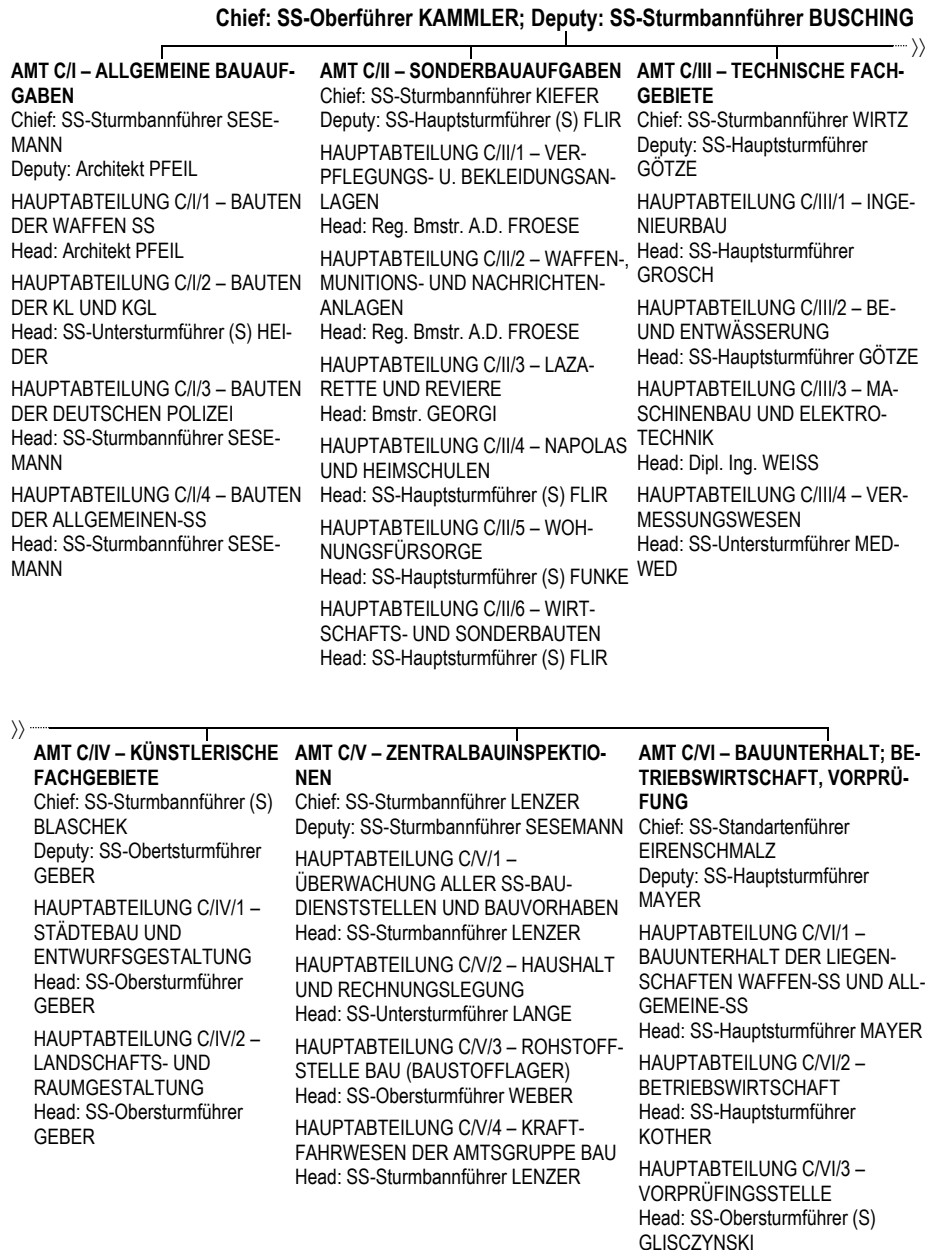 Chief: SS-Oberführer KAMMLER; Deputy: SS-Sturmbannführer BUSCHING
〉〉
AMT C/I – ALLGEMEINE BAUAUF-
GABEN
Chief: SS-Sturmbannführer SESE-
MANN
Deputy: Architekt PFEIL
HAUPTABTEILUNG C/I/1 – BAUTEN
DER WAFFEN SS
Head: Architekt PFEIL
HAUPTABTEILUNG C/I/2 – BAUTEN
DER KL UND KGL
Head: SS-Untersturmführer (S) HEI-
DER
HAUPTABTEILUNG C/I/3 – BAUTEN
DER DEUTSCHEN POLIZEI
Head: SS-Sturmbannführer SESE-
MANN
HAUPTABTEILUNG C/I/4 – BAUTEN
DER ALLGEMEINEN-SS
Head: SS-Sturmbannführer SESE-
MANN
AMT C/II – SONDERBAUAUFGABEN
Chief: SS-Sturmbannführer KIEFER
Deputy: SS-Hauptsturmführer (S) FLIR
HAUPTABTEILUNG C/II/1 – VER-
PFLEGUNGS- U. BEKLEIDUNGSAN-
LAGEN
Head: Reg. Bmstr. A.D. FROESE
HAUPTABTEILUNG C/II/2 – WAFFEN-,
MUNITIONS- UND NACHRICHTEN-
ANLAGEN
Head: Reg. Bmstr. A.D. FROESE
HAUPTABTEILUNG C/II/3 – LAZA-
RETTE UND REVIERE
Head: Bmstr. GEORGI
HAUPTABTEILUNG C/II/4 – NAPOLAS
UND HEIMSCHULEN
Head: SS-Hauptsturmführer (S) FLIR
HAUPTABTEILUNG C/II/5 – WOH-
NUNGSFÜRSORGE
Head: SS-Hauptsturmführer (S) FUNKE
HAUPTABTEILUNG C/II/6 – WIRT-
SCHAFTS- UND SONDERBAUTEN
Head: SS-Hauptsturmführer (S) FLIR
AMT C/III – TECHNISCHE FACH-
GEBIETE
Chief: SS-Sturmbannführer WIRTZ
Deputy: SS-Hauptsturmführer
GÖTZE
HAUPTABTEILUNG C/III/1 – INGE-
NIEURBAU
Head: SS-Hauptsturmführer
GROSCH
HAUPTABTEILUNG C/III/2 – BE-
UND ENTWÄSSERUNG
Head: SS-Hauptsturmführer GÖTZE
HAUPTABTEILUNG C/III/3 – MA-
SCHINENBAU UND ELEKTRO-
TECHNIK
Head: Dipl. Ing. WEISS
HAUPTABTEILUNG C/III/4 – VER-
MESSUNGSWESEN
Head: SS-Untersturmführer MED-
WED
〉〉
AMT C/IV – KÜNSTLERISCHE
FACHGEBIETE
Chief: SS-Sturmbannführer (S)
BLASCHEK
Deputy: SS-Obertsturmführer
GEBER
HAUPTABTEILUNG C/IV/1 –
STÄDTEBAU UND
ENTWURFSGESTALTUNG
Head: SS-Obersturmführer
GEBER
HAUPTABTEILUNG C/IV/2 –
LANDSCHAFTS- UND
RAUMGESTALTUNG
Head: SS-Obersturmführer
GEBER
AMT C/V – ZENTRALBAUINSPEKTIO-
NEN
Chief: SS-Sturmbannführer LENZER
Deputy: SS-Sturmbannführer SESEMANN
HAUPTABTEILUNG C/V/1 –
ÜBERWACHUNG ALLER SS-BAU-
DIENSTSTELLEN UND BAUVORHABEN
Head: SS-Sturmbannführer LENZER
HAUPTABTEILUNG C/V/2 – HAUSHALT
UND RECHNUNGSLEGUNG
Head: SS-Untersturmführer LANGE
HAUPTABTEILUNG C/V/3 – ROHSTOFF-
STELLE BAU (BAUSTOFFLAGER)
Head: SS-Obersturmführer WEBER
HAUPTABTEILUNG C/V/4 – KRAFT-
FAHRWESEN DER AMTSGRUPPE BAU
Head: SS-Sturmbannführer LENZER
AMT C/VI – BAUUNTERHALT; BE-
TRIEBSWIRTSCHAFT, VORPRÜ-
FUNG
Chief: SS-Standartenführer
EIRENSCHMALZ
Deputy: SS-Hauptsturmführer
MAYER
HAUPTABTEILUNG C/VI/1 –
BAUUNTERHALT DER LIEGEN-
SCHAFTEN WAFFEN-SS UND ALL-
GEMEINE-SS
Head: SS-Hauptsturmführer MAYER
HAUPTABTEILUNG C/VI/2 –
BETRIEBSWIRTSCHAFT
Head: SS-Hauptsturmführer
KOTHER
HAUPTABTEILUNG C/VI/3 –
VORPRÜFINGSSTELLE
Head: SS-Obersturmführer (S)
GLISCZYNSKI